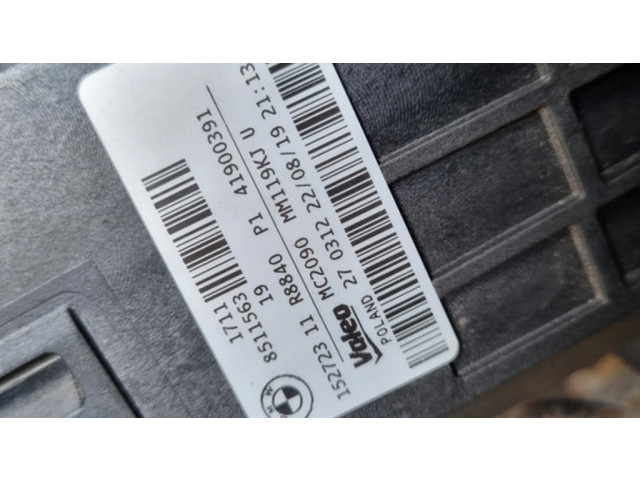 1711
8511563
19
R8840 P1 41900391
152723 11
MC2090 MM119KJ U
Valeo
POLAND 27 0312 22/08/19 21:13
BMW